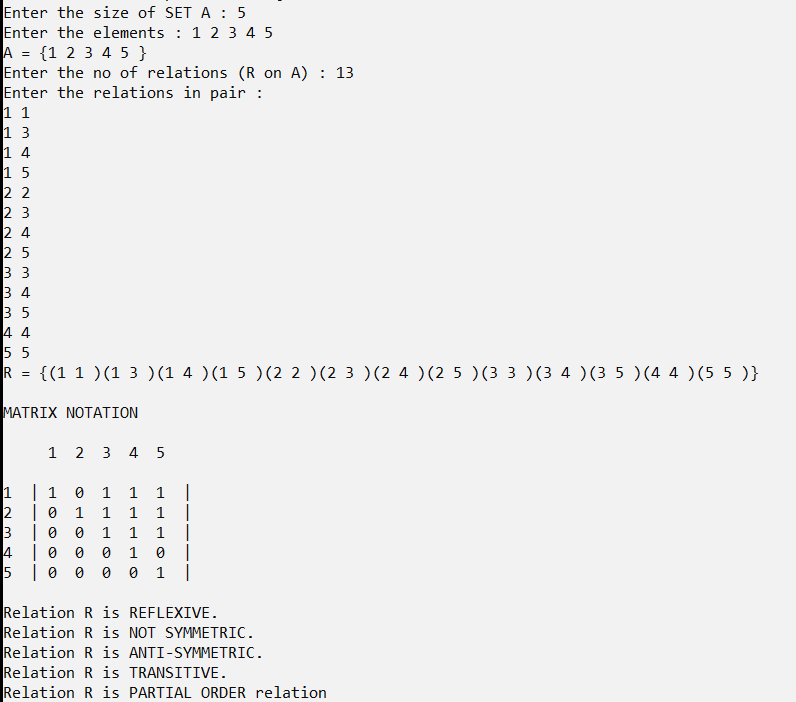 Enter the size of SET A : 5
Enter the elements : 1 2 3 4 5
A = {1 2 3 4 5 }
Enter the no of relations (R on A) : 13
Enter the relations in pair :
1 1
1 3
1 4
1 5
2 2
2 3
2 4
2 5
3 3
3 4
3 5
4 4
5 5
R = {(1 1 )(1 3 )(1 4 )(1 5 )(2 2 )(2 3 )(2 4 )(2 5 )(3 3 )(3 4 )(3 5 )(4 4 )(5 5 )}
MATRIX NOTATION
1 2 3 4 5
1 | 1 0 1 1 1 |
2 | 0 1 1 1 1 |
3 | 0 0 1 1 1 |
4 | 0 0 0 1 0 |
5 | 0 0 0 0 1 |
Relation R is REFLEXIVE.
Relation R is NOT SYMMETRIC.
Relation R is ANTI-SYMMETRIC.
Relation R is TRANSITIVE.
Relation R is PARTIAL ORDER relation